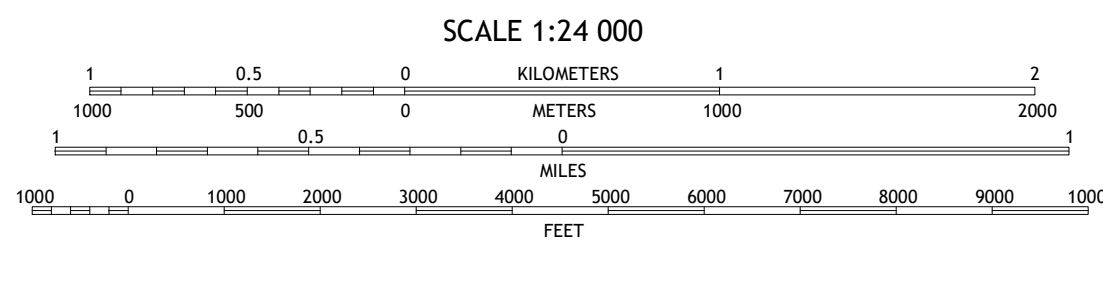 SCALE 1:24 000
1 0.5 0 KILOMETERS 1 2
1000 500 0 METERS 1000 2000
1 0.5 0 1
MILES
1000 0 1000 2000 3000 4000 5000 6000 7000 8000 9000 1000
FEET